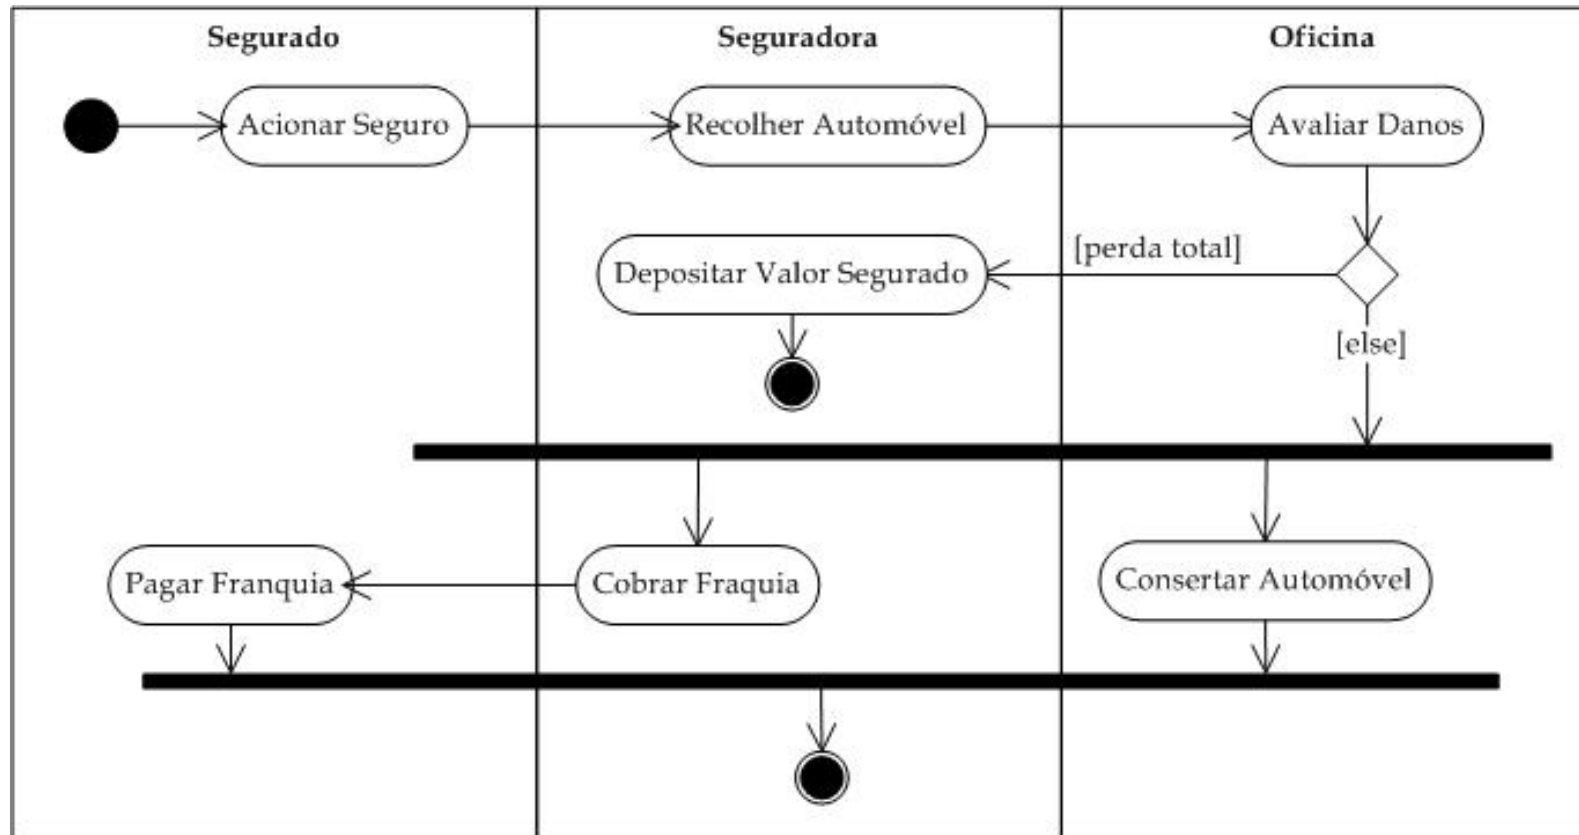 Segurado
Seguradora
Oficina
Acionar Seguro
Recolher Automóvel
Avaliar Danos
[perda total]
Depositar Valor Segurado
[else]
Pagar Franquia
Cobrar Fraquia
Consertar Automóvel